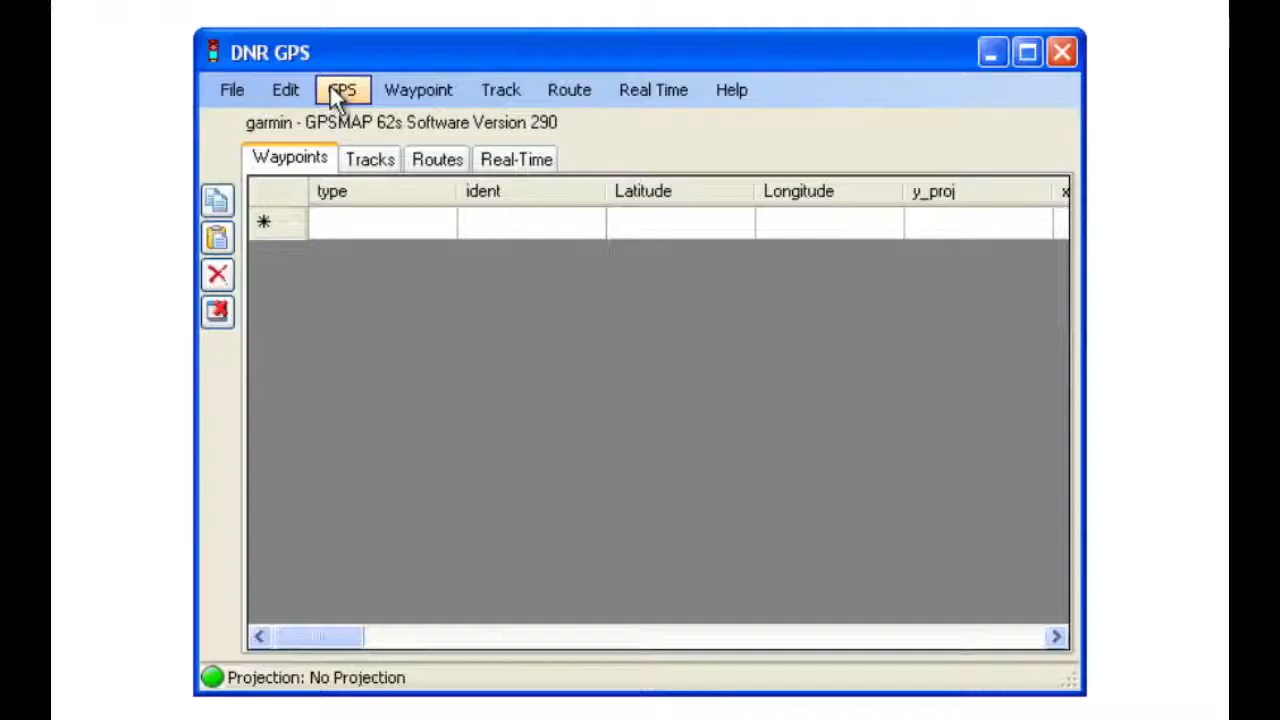 DNR GPS
File Edit GPS Waypoint Track Route Real Time Help
garmin - GPSMAP 62s Software Version 290
Waypoints Tracks Routes Real-Time
type ident Latitude Longitude y_proj x
Projection: No Projection